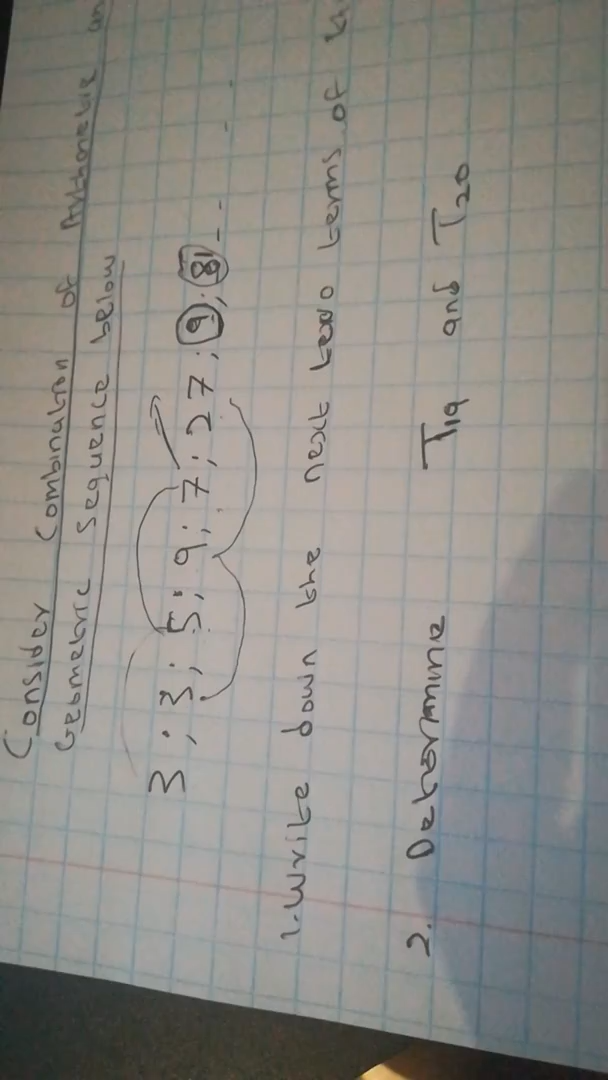 Consider Combination of Arithmetic an
Geometric Sequence below
3 ; 3 ; 5 ; 9 ; 7 ; 27 ; 9 ; 81 - - - -
1. Write down the next two terms of
2. Determine T19 and T20